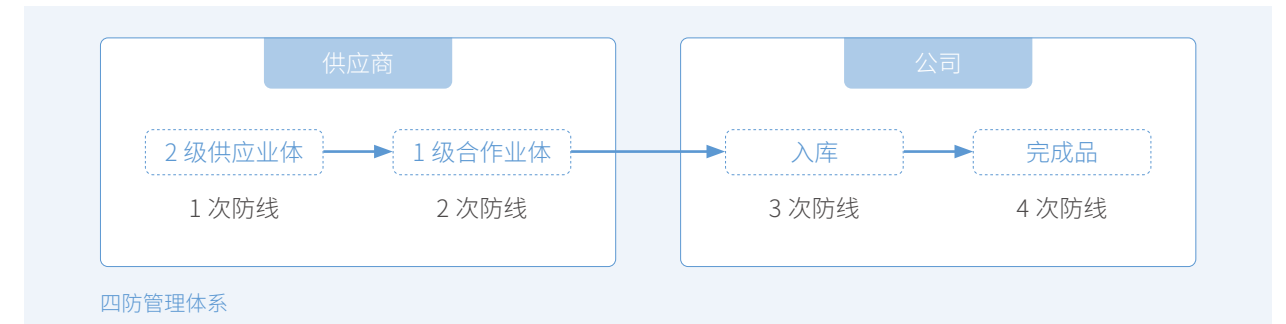 供应商
公司
2 级供应业体
1 级合作业体
入库
完成品
1 次防线
2 次防线
3 次防线
4 次防线
四防管理体系